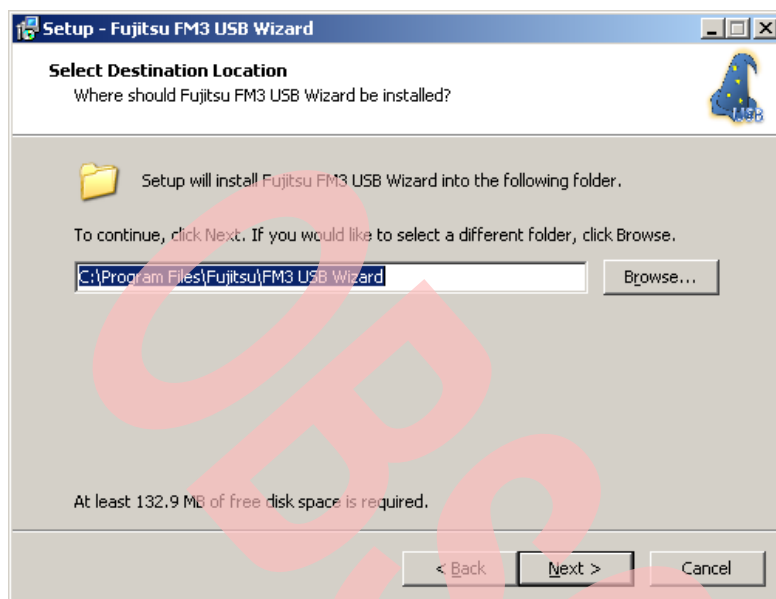 Setup - Fujitsu FM3 USB Wizard
Select Destination Location
Where should Fujitsu FM3 USB Wizard be installed?
USB
Setup will install Fujitsu FM3 USB Wizard into the following folder.
To continue, click Next. If you would like to select a different folder, click Browse.
C:\Program Files\Fujitsu\FM3 USB Wizard
Browse...
At least 132.9 MB of free disk space is required.
< Back
Next >
Cancel
OBS